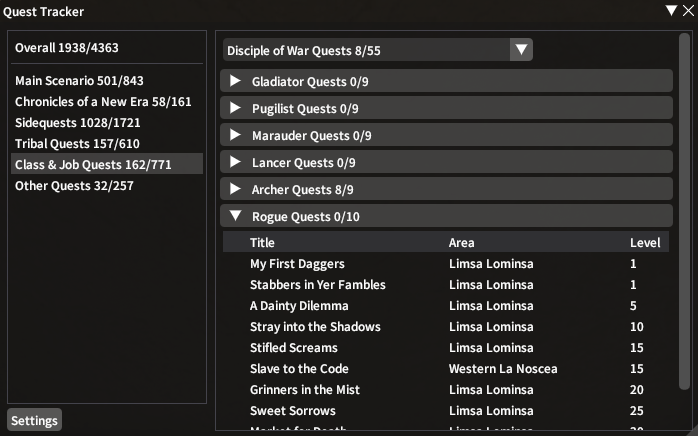 Quest Tracker
Overall 1938/4363
Main Scenario 501/843
Chronicles of a New Era 58/161
Sidequests 1028/1721
Tribal Quests 157/610
Class & Job Quests 162/771
Other Quests 32/257
Settings
Disciple of War Quests 8/55
Gladiator Quests 0/9
Pugilist Quests 0/9
Marauder Quests 0/9
Lancer Quests 0/9
Archer Quests 8/9
Rogue Quests 0/10
Title Area Level
My First Daggers Limsa Lominsa 1
Stabbers in Yer Fambles Limsa Lominsa 1
A Dainty Dilemma Limsa Lominsa 5
Stray into the Shadows Limsa Lominsa 10
Stifled Screams Limsa Lominsa 15
Slave to the Code Western La Noscea 15
Grinners in the Mist Limsa Lominsa 20
Sweet Sorrows Limsa Lominsa 25
Market for Death Limsa Lominsa